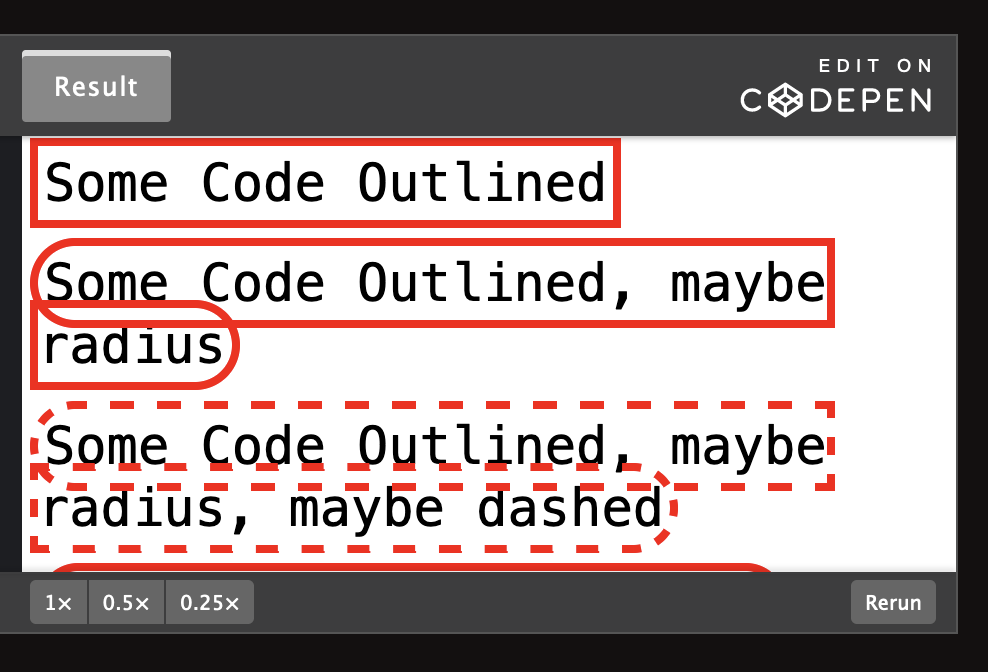 Result
EDIT ON
CODEPEN
Some Code Outlined
Some Code Outlined, maybe
radius
Some Code Outlined, maybe
radius, maybe dashed
1× 0.5× 0.25× Rerun